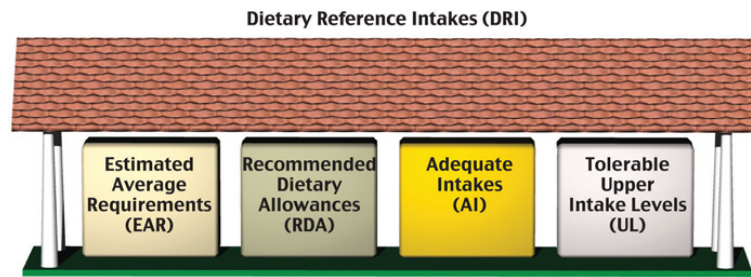 Dietary Reference Intakes (DRI)
Estimated
Average
Requirements
(EAR)
Recommended
Dietary
Allowances
(RDA)
Adequate
Intakes
(AI)
Tolerable
Upper
Intake Levels
(UL)